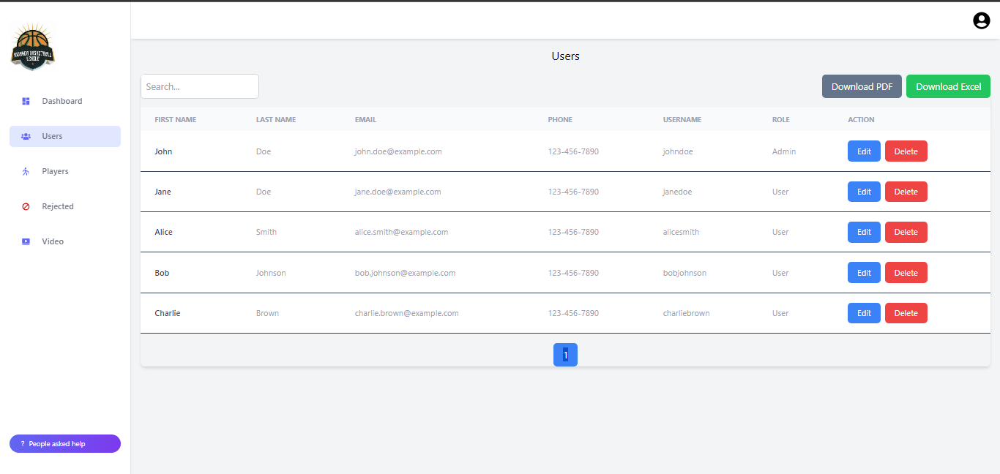 RWANDA BASKETBALL
LEAGUE
Dashboard
Users
Players
Rejected
Video
? People asked help
Users
Search...
Download PDF Download Excel
FIRST NAME LAST NAME EMAIL PHONE USERNAME ROLE ACTION
John Doe john.doe@example.com 123-456-7890 johndoe Admin Edit Delete
Jane Doe jane.doe@example.com 123-456-7890 janedoe User Edit Delete
Alice Smith alice.smith@example.com 123-456-7890 alicesmith User Edit Delete
Bob Johnson bob.johnson@example.com 123-456-7890 bobjohnson User Edit Delete
Charlie Brown charlie.brown@example.com 123-456-7890 charliebrown User Edit Delete
1